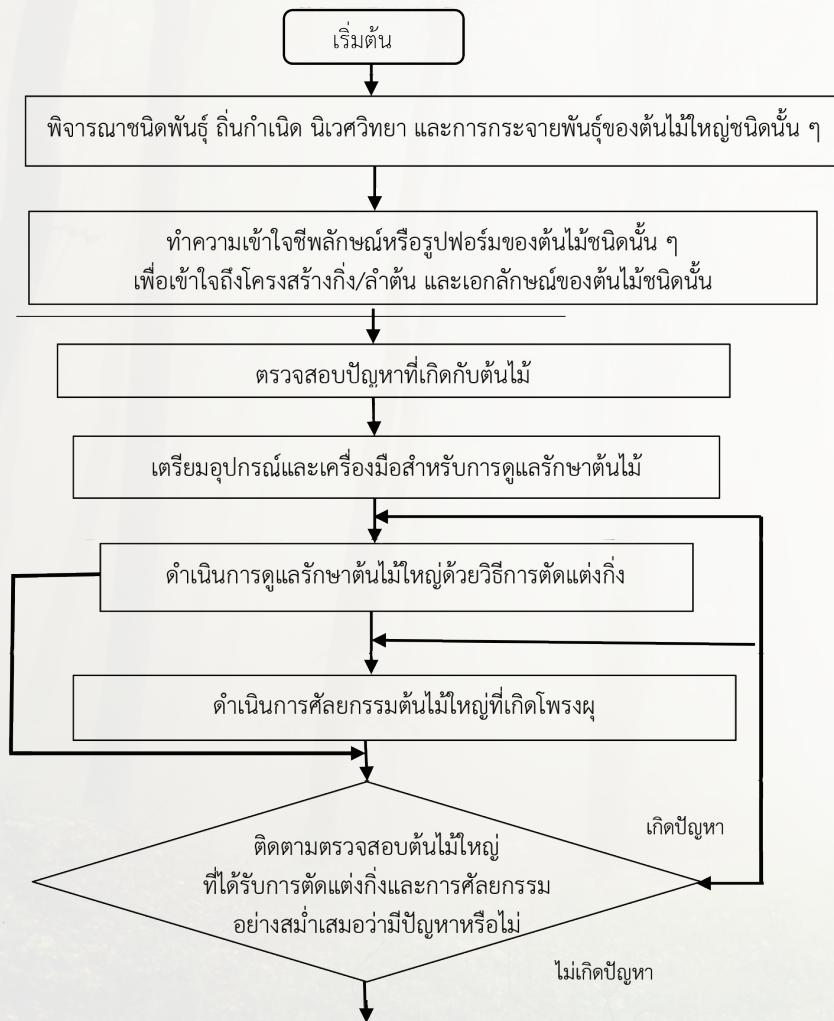 เริ่มต้น
พิจารณาชนิดพันธุ์ ถิ่นกำเนิด นิเวศวิทยา และการกระจายพันธุ์ของต้นไม้ใหญ่ชนิดนั้น ๆ
ทำความเข้าใจชีพลักษณ์หรือรูปฟอร์มของต้นไม้ชนิดนั้น ๆ
เพื่อเข้าใจถึงโครงสร้างกิ่ง/ลำต้น และเอกลักษณ์ของต้นไม้ชนิดนั้น
ตรวจสอบปัญหาที่เกิดกับต้นไม้
เตรียมอุปกรณ์และเครื่องมือสำหรับการดูแลรักษาต้นไม้
ดำเนินการดูแลรักษาต้นไม้ใหญ่ด้วยวิธีการตัดแต่งกิ่ง
ดำเนินการศัลยกรรมต้นไม้ใหญ่ที่เกิดโพรงผุ
เกิดปัญหา
ติดตามตรวจสอบต้นไม้ใหญ่
ที่ได้รับการตัดแต่งกิ่งและการศัลยกรรม
อย่างสม่ำเสมอว่ามีปัญหาหรือไม่
ไม่เกิดปัญหา